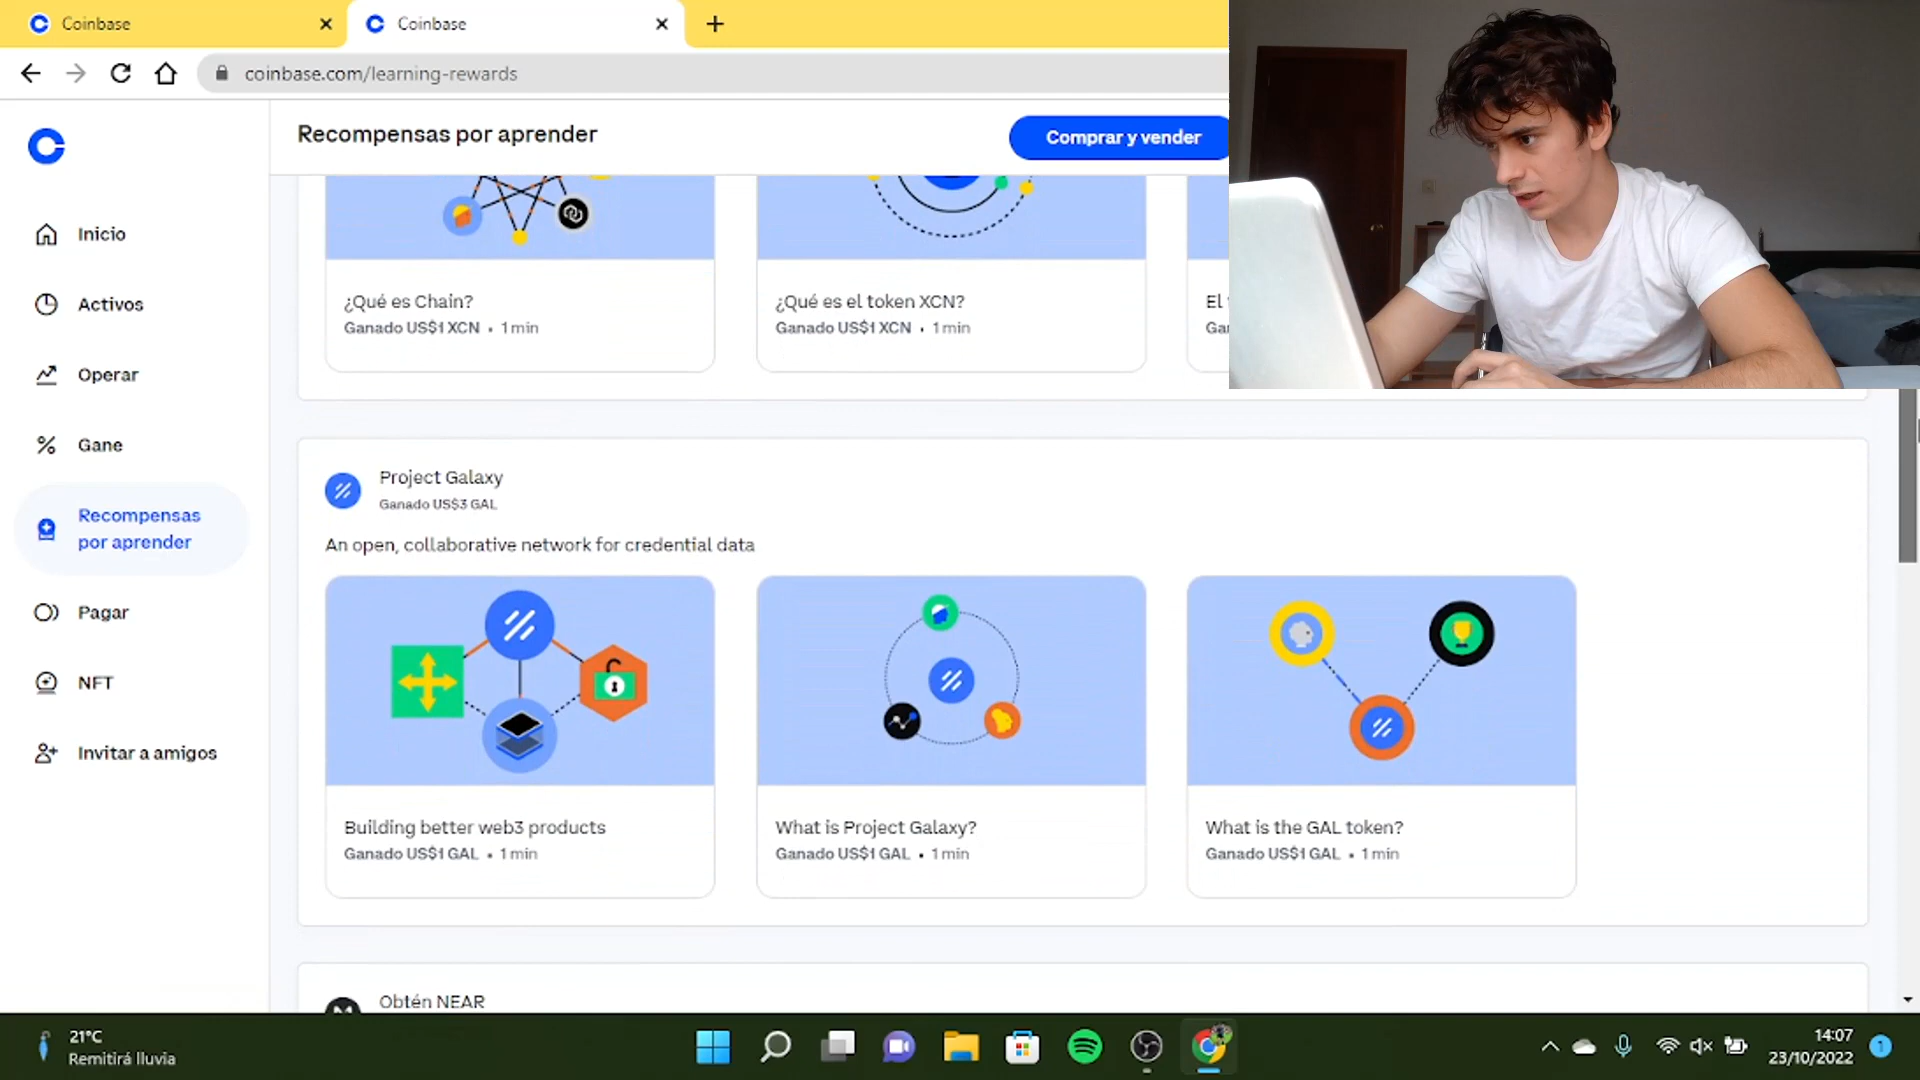 Coinbase
Coinbase
coinbase.com/learning-rewards
Recompensas por aprender
Comprar y vender
Inicio
Activos
Operar
Gane
Recompensas
por aprender
Pagar
NFT
Invitar a amigos
¿Qué es Chain?
Ganado US$1 XCN • 1 min
¿Qué es el token XCN?
Ganado US$1 XCN • 1 min
El
Project Galaxy
Ganado US$3 GAL
An open, collaborative network for credential data
Building better web3 products
Ganado US$1 GAL • 1 min
What is Project Galaxy?
Ganado US$1 GAL • 1 min
What is the GAL token?
Ganado US$1 GAL • 1 min
Obtén NEAR
21°C
Remitirá lluvia
14:07
23/10/2022
1